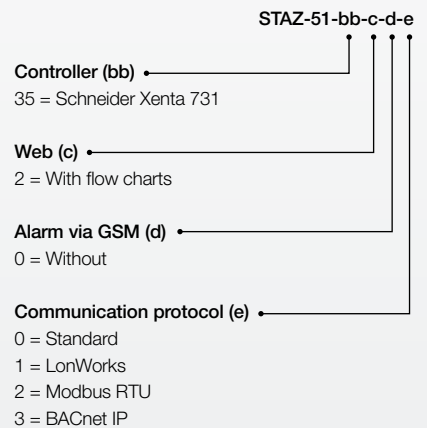 STAZ-51-bb-c-d-e
Controller (bb)
35 = Schneider Xenta 731
Web (c)
2 = With flow charts
Alarm via GSM (d)
0 = Without
Communication protocol (e)
0 = Standard
1 = LonWorks
2 = Modbus RTU
3 = BACnet IP